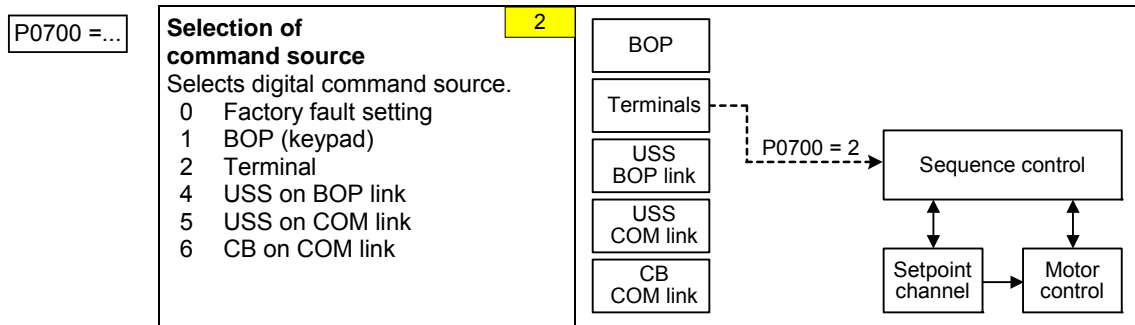 P0700 =...
Selection of
command source
2
Selects digital command source.
0 Factory fault setting
1 BOP (keypad)
2 Terminal
4 USS on BOP link
5 USS on COM link
6 CB on COM link
BOP
Terminals
USS
BOP link
USS
COM link
CB
COM link
P0700 = 2
Sequence control
Setpoint
channel
Motor
control